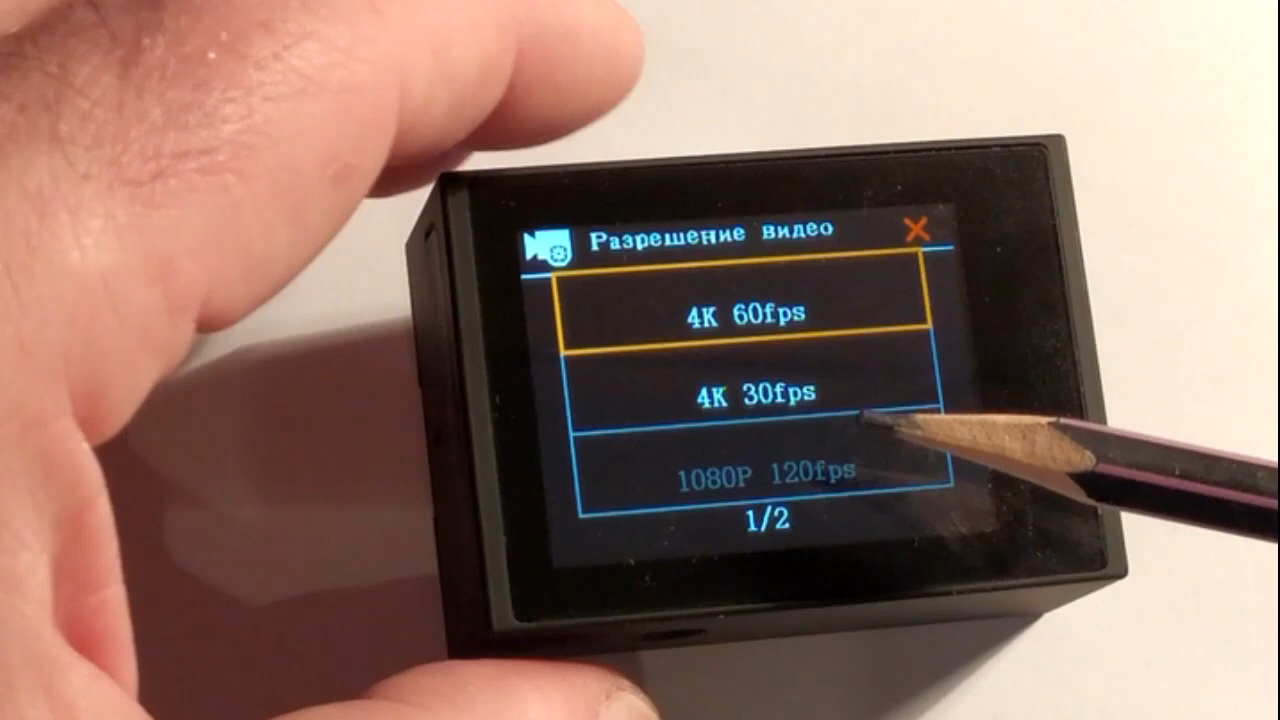 Разрешение видео
4K 60fps
4K 30fps
1080P 120fps
1/2